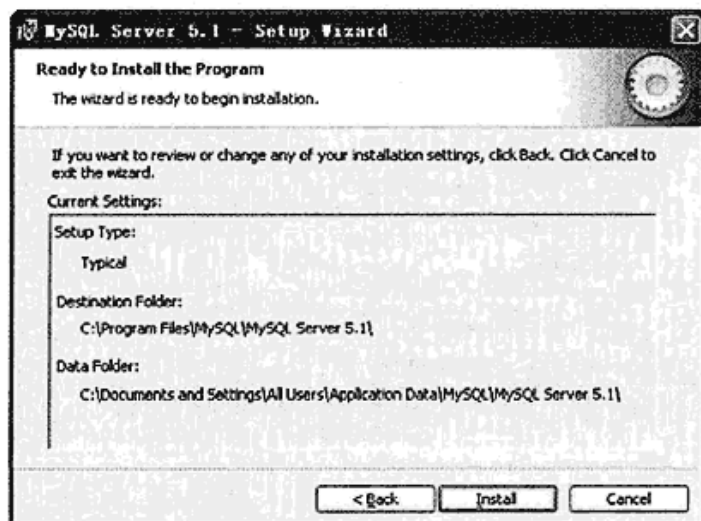 MySQL Server 5.1 - Setup Wizard
Ready to Install the Program
The wizard is ready to begin installation.
If you want to review or change any of your installation settings, click Back. Click Cancel to
exit the wizard.
Current Settings:
Setup Type:
Typical
Destination Folder:
C:\Program Files\MySQL\MySQL Server 5.1\
Data Folder:
C:\Documents and Settings\All Users\Application Data\MySQL\MySQL Server 5.1\
< Back Install Cancel